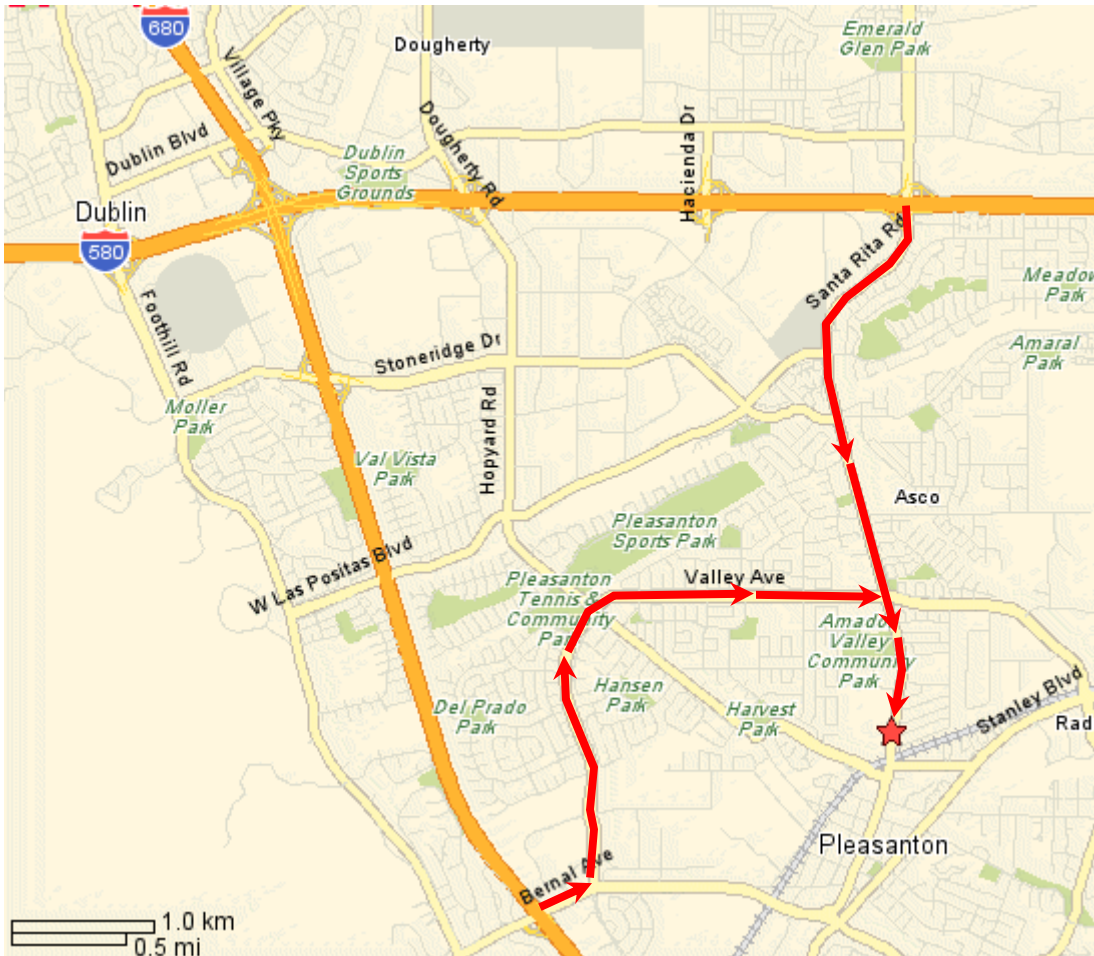 680
Dougherty
Emerald
Glen Park
Village Pky
Dublin Blvd
Dougherty Rd
Hacienda Dr
Dublin
Sports
Grounds
Dublin
580
Santa Rita Rd
Meadow
Park
Foothill Rd
Stoneridge Dr
Amaral
Park
Moller
Park
Hopyard Rd
Val Vista
Park
Asco
Pleasanton
Sports Park
W Las Positas Blvd
Pleasanton
Tennis &
Community
Park
Valley Ave
Amador
Valley
Community
Park
Hansen
Park
Del Prado
Park
Harvest
Park
Stanley Blvd
Rad
Pleasanton
Bernal Ave
1.0 km
0.5 mi